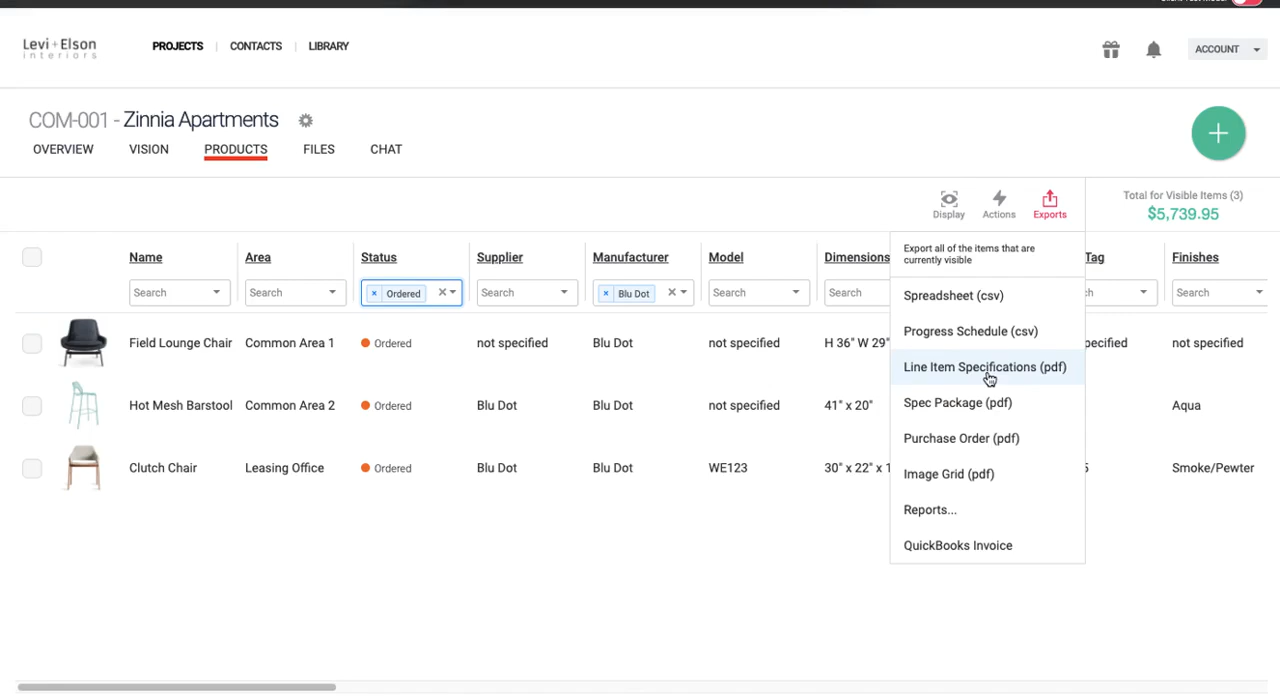 Levi+Elson
interiors
PROJECTS
CONTACTS
LIBRARY
ACCOUNT
COM-001 - Zinnia Apartments
OVERVIEW
VISION
PRODUCTS
FILES
CHAT
Display
Actions
Exports
Total for Visible Items (3)
$5,739.95
Name
Area
Status
Supplier
Manufacturer
Model
Dimensions
Tag
Finishes
Search
Search
× Ordered
Search
× Blu Dot
Search
Search
Search
Field Lounge Chair
Common Area 1
Ordered
not specified
Blu Dot
not specified
H 36" W 29"
not specified
Hot Mesh Barstool
Common Area 2
Ordered
Blu Dot
Blu Dot
not specified
41" x 20"
Aqua
Clutch Chair
Leasing Office
Ordered
Blu Dot
Blu Dot
WE123
30" x 22" x 1
5
Smoke/Pewter
Export all of the items that are
currently visible
Spreadsheet (csv)
Progress Schedule (csv)
Line Item Specifications (pdf)
Spec Package (pdf)
Purchase Order (pdf)
Image Grid (pdf)
Reports...
QuickBooks Invoice